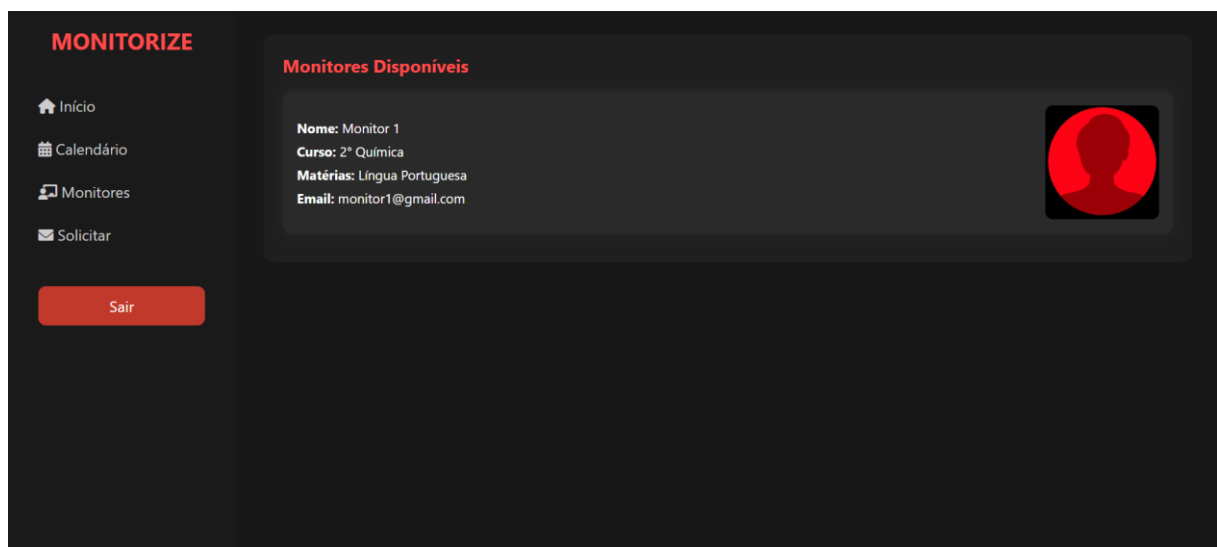 MONITORIZE
Início
Calendário
Monitores
Solicitar
Sair
Monitores Disponíveis
Nome: Monitor 1
Curso: 2° Química
Matérias: Língua Portuguesa
Email: monitor1@gmail.com